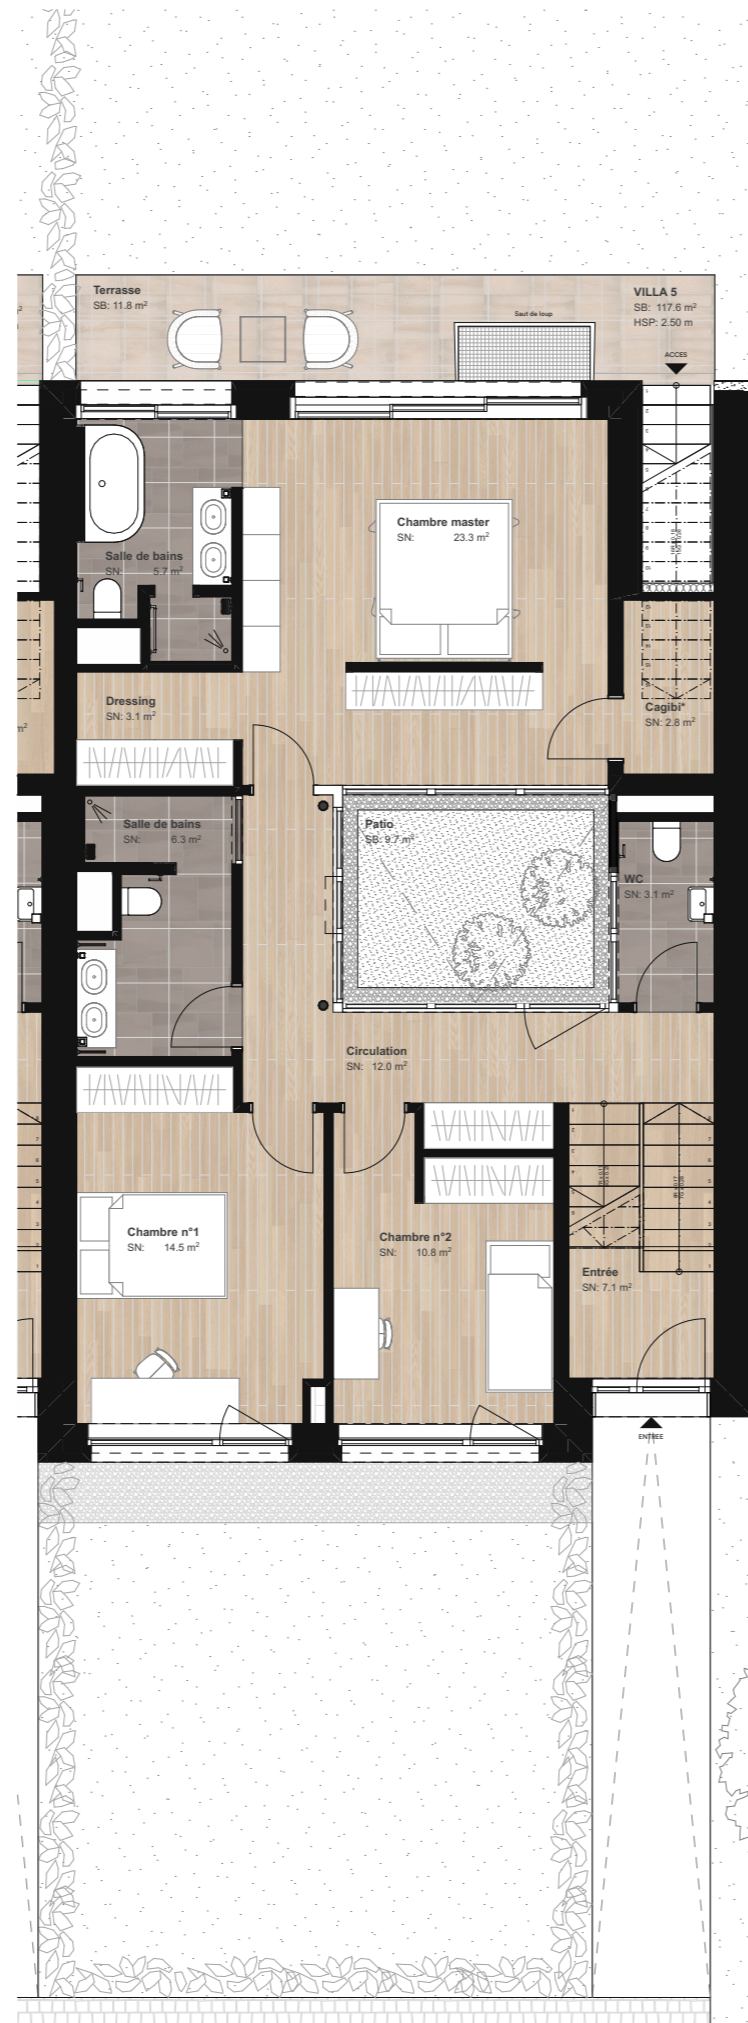 Terrasse
SB: 11.8 m²
VILLA 5
SB: 117.6 m²
HSP: 2.50 m
Saut de loup
ACCES
Chambre master
SN: 23.3 m²
Salle de bains
SN: 5.7 m²
Dressing
SN: 3.1 m²
Cagibi*
SN: 2.8 m²
m²
Salle de bains
SN: 6.3 m²
Patio
SB: 9.7 m²
WC
SN: 3.1 m²
Circulation
SN: 12.0 m²
Chambre n°1
SN: 14.5 m²
Chambre n°2
SN: 10.8 m²
Entrée
SN: 7.1 m²
ENTREE